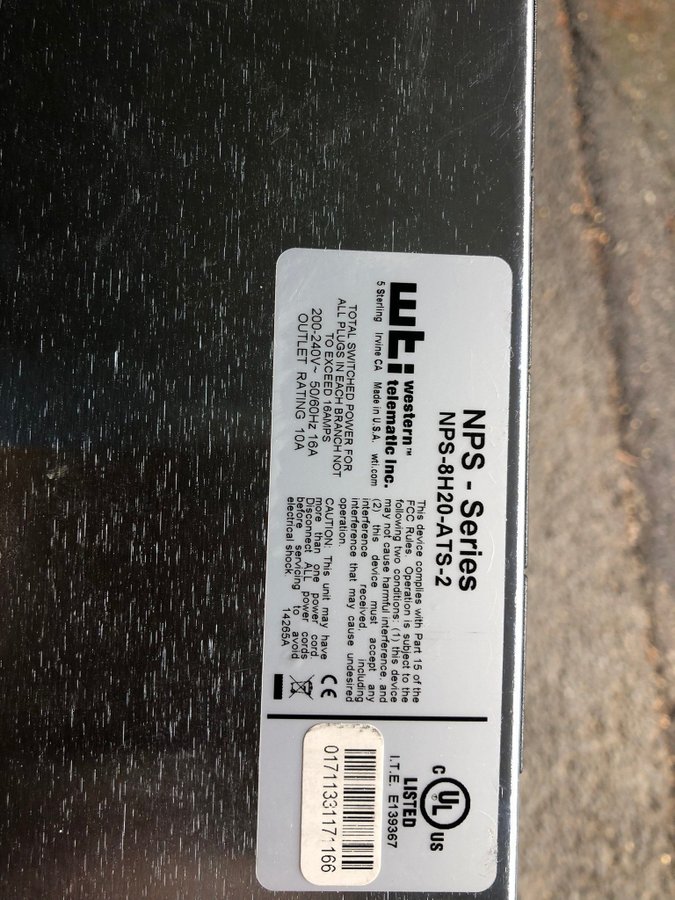 NPS - Series
NPS-8H20-ATS-2
wti western™
telematic inc.
5 Sterling Irvine CA Made in U.S.A. wti.com
TOTAL SWITCHED POWER FOR
ALL PLUGS IN EACH BRANCH NOT
TO EXCEED 16AMPS
200-240V~ 50/60Hz 16A
OUTLET RATING 10A
This device complies with Part 15 of the
FCC Rules. Operation is subject to the
following two conditions: (1) this device
may not cause harmful interference, and
(2) this device must accept any
interference received, including
interference that may cause undesired
operation.
CAUTION: This unit may have
more than one power cord.
Disconnect ALL power cords
before servicing to avoid
electrical shock.
14265A
CE
C UL US
LISTED
I.T.E. E139367
01711331171166